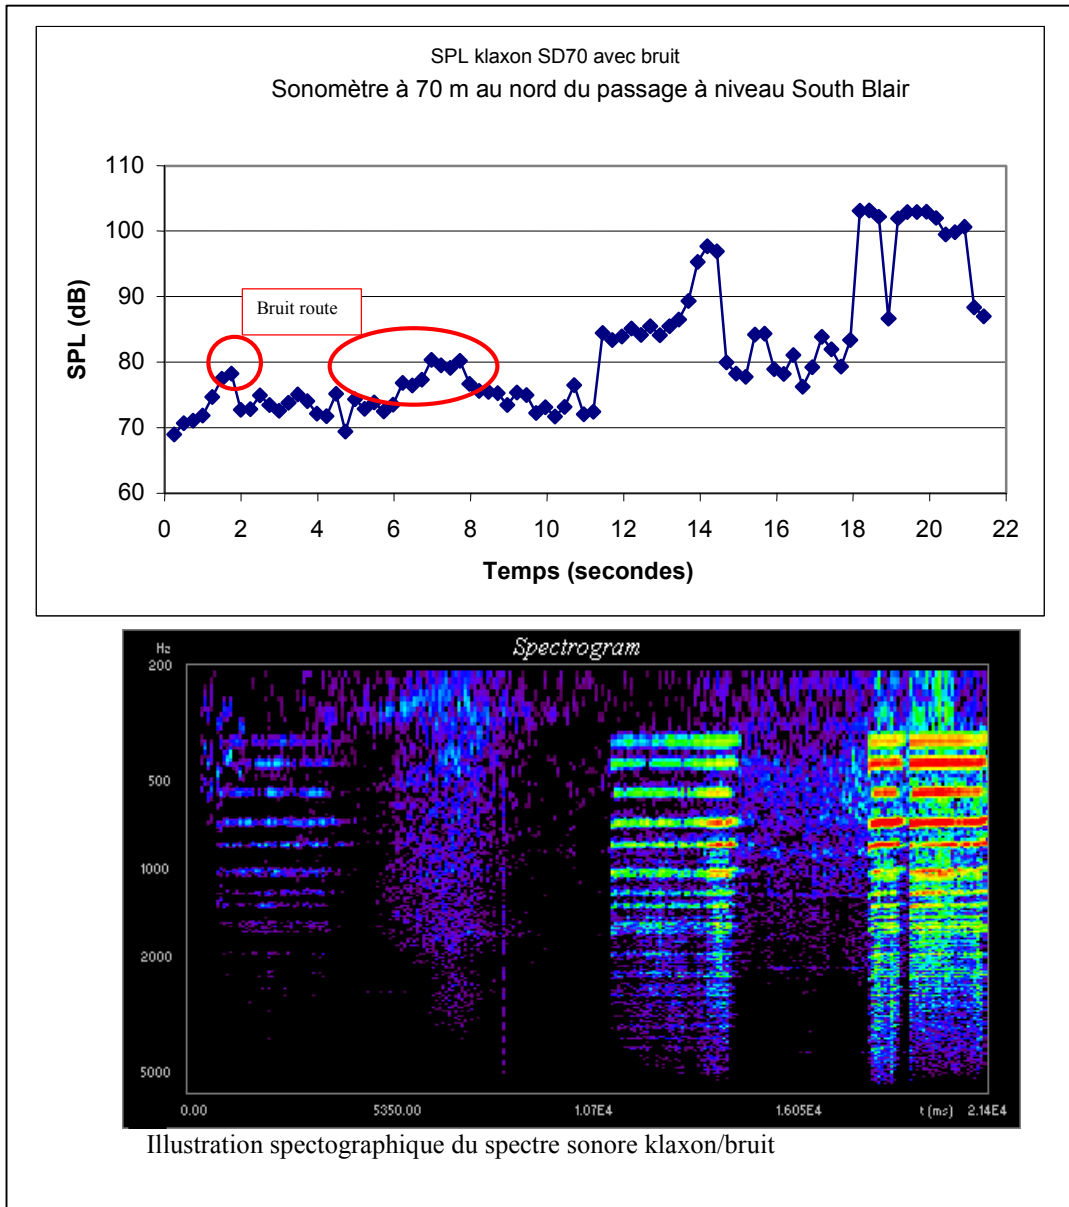 SPL klaxon SD70 avec bruit
Sonomètre à 70 m au nord du passage à niveau South Blair
110
100
90
80
70
60
SPL (dB)
Bruit route
0 2 4 6 8 10 12 14 16 18 20 22
Temps (secondes)
Spectrogram
Hz
200
500
1000
2000
5000
0.00 5350.00 1.07E4 1.605E4 t (ms) 2.14E4
Illustration spectographique du spectre sonore klaxon/bruit